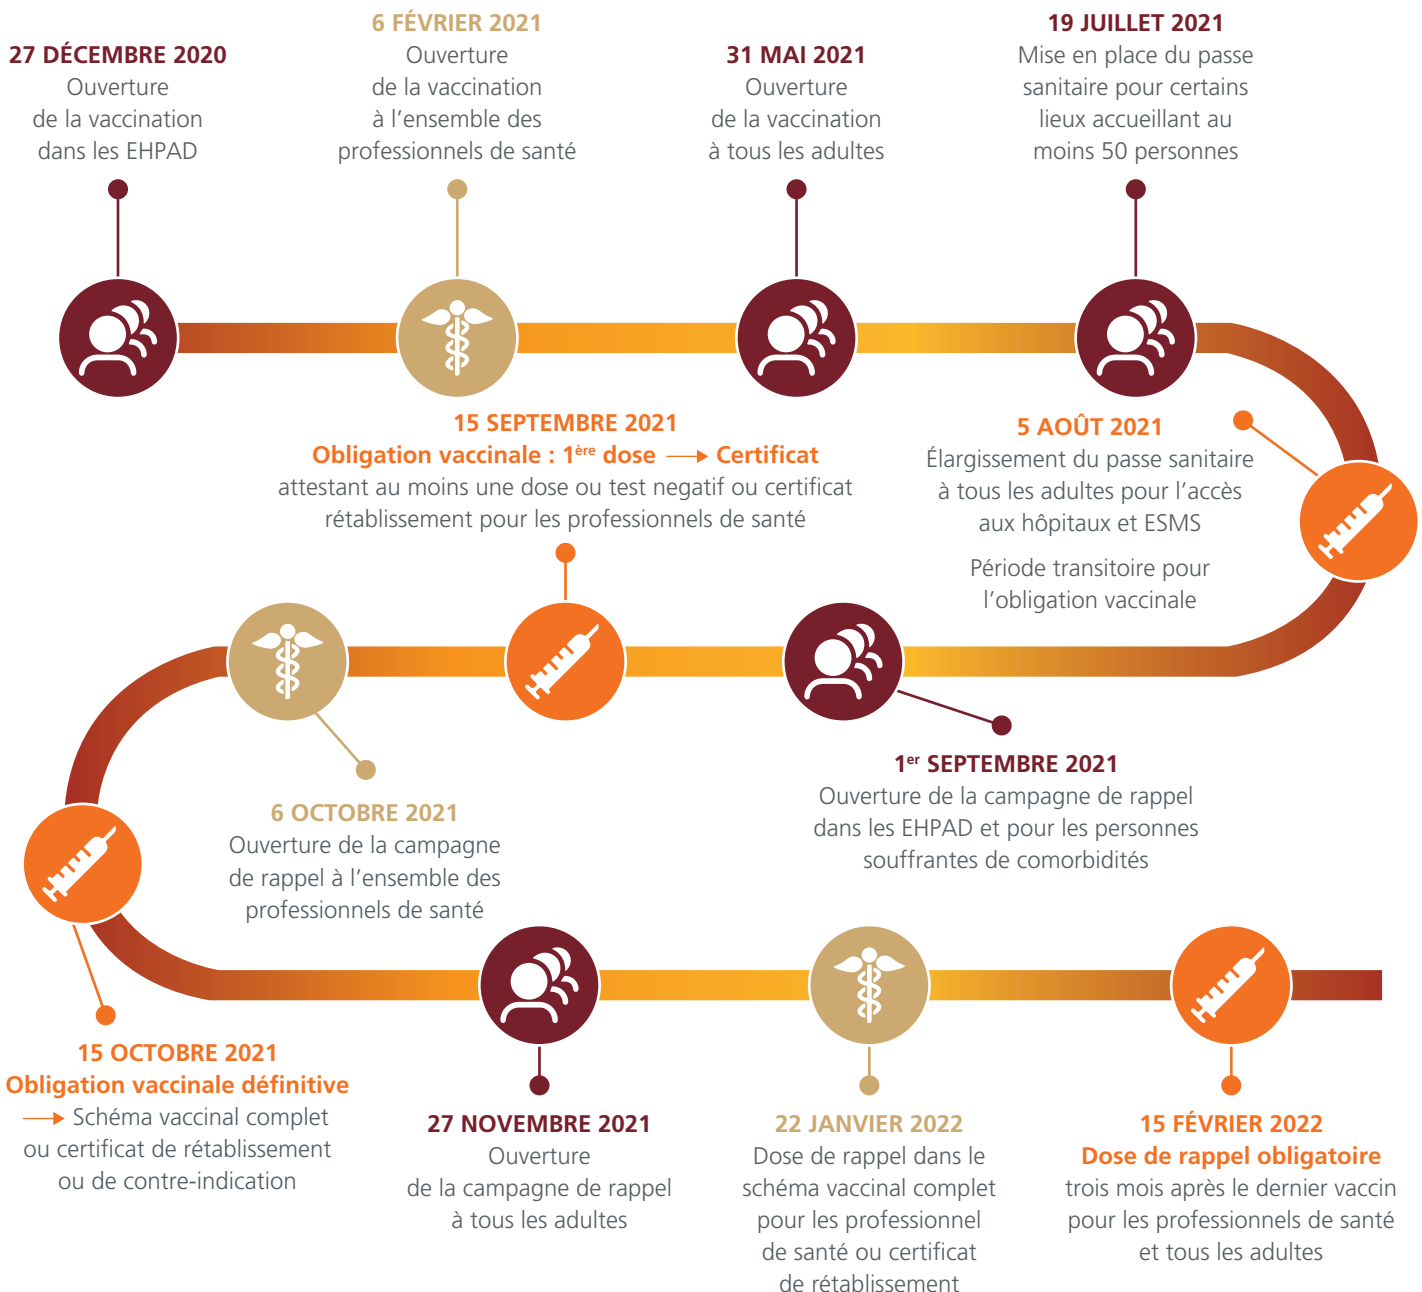 27 DÉCEMBRE 2020
Ouverture
de la vaccination
dans les EHPAD
6 FÉVRIER 2021
Ouverture
de la vaccination
à l’ensemble des
professionnels de santé
31 MAI 2021
Ouverture
de la vaccination
à tous les adultes
19 JUILLET 2021
Mise en place du passe
sanitaire pour certains
lieux accueillant au
moins 50 personnes
5 AOÛT 2021
Élargissement du passe sanitaire
à tous les adultes pour l’accès
aux hôpitaux et ESMS
Période transitoire pour
l’obligation vaccinale
1er SEPTEMBRE 2021
Ouverture de la campagne de rappel
dans les EHPAD et pour les personnes
souffrantes de comorbidités
15 SEPTEMBRE 2021
Obligation vaccinale : 1ère dose → Certificat
attestant au moins une dose ou test negatif ou certificat
rétablissement pour les professionnels de santé
6 OCTOBRE 2021
Ouverture de la campagne
de rappel à l’ensemble des
professionnels de santé
15 OCTOBRE 2021
Obligation vaccinale définitive
→ Schéma vaccinal complet
ou certificat de rétablissement
ou de contre-indication
27 NOVEMBRE 2021
Ouverture
de la campagne de rappel
à tous les adultes
22 JANVIER 2022
Dose de rappel dans le
schéma vaccinal complet
pour les professionnel
de santé ou certificat
de rétablissement
15 FÉVRIER 2022
Dose de rappel obligatoire
trois mois après le dernier vaccin
pour les professionnels de santé
et tous les adultes